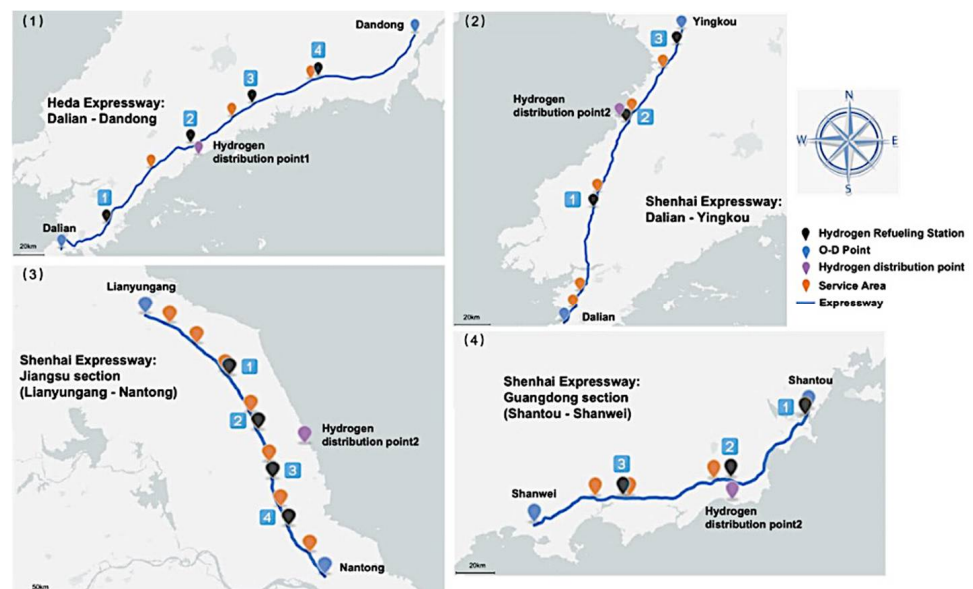 (1)
Dandong
4
3
Heda Expressway:
Dalian - Dandong
2
Hydrogen
distribution point1
1
Dalian
20km
(2)
Yingkou
3
Hydrogen
distribution point2
2
1
Shenhai Expressway:
Dalian - Yingkou
Dalian
20km
N
W
E
S
Hydrogen Refueling Station
O-D Point
Hydrogen distribution point
Service Area
Expressway
(3)
Lianyungang
Shenhai Expressway:
Jiangsu section
(Lianyungang - Nantong)
1
2
Hydrogen
distribution point2
3
4
Nantong
50km
(4)
Shenhai Expressway:
Guangdong section
(Shantou - Shanwei)
Shantou
1
2
3
Shanwei
Hydrogen
distribution point2
20km